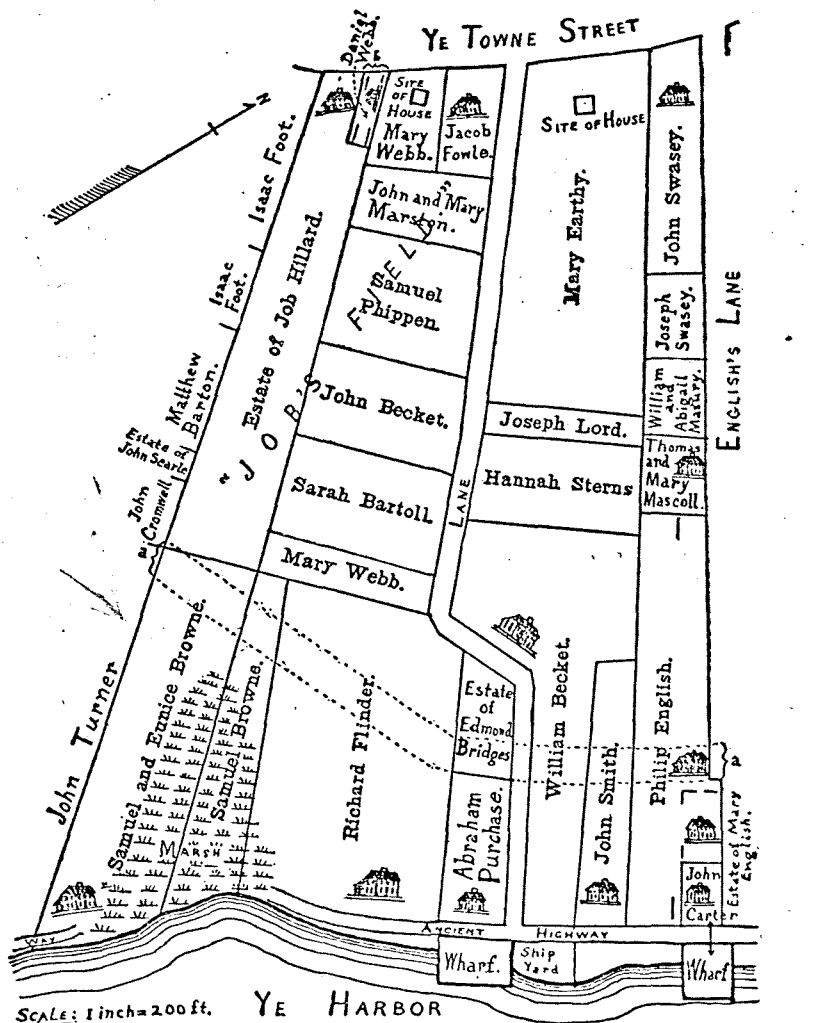 YE TOWNE STREET
Daniel
Webb.
a
SITE
OF
HOUSE
Mary
Webb.
Jacob
Fowle.
SITE OF HOUSE
N
Isaac Foot.
John and Mary
Marston.
Mary Earthy.
John Swasey.
Isaac
Foot.
Estate of Job Hillard.
"JOB'S FIELD"
Samuel
Phippen.
Joseph
Swasey.
ENGLISH'S LANE
Matthew
Barton.
John Becket.
Joseph Lord.
William
and
Abigail
Masury.
Estate of
John Searle
John
Cromwell
Sarah Bartoll.
LANE
Hannah Sterns
Thomas
and
Mary
Mascoll.
a
Mary Webb.
John Turner
Samuel and Eunice Browne.
Samuel Browne.
Richard Flinder.
Estate
of
Edmond
Bridges
William Becket.
Philip English.
a
MARSH
Abraham
Purchase.
John Smith.
Estate of Mary
English.
John
Carter
WAY
ANCIENT HIGHWAY
Wharf.
Ship
Yard
Wharf
SCALE: 1 inch = 200 ft.
YE HARBOR